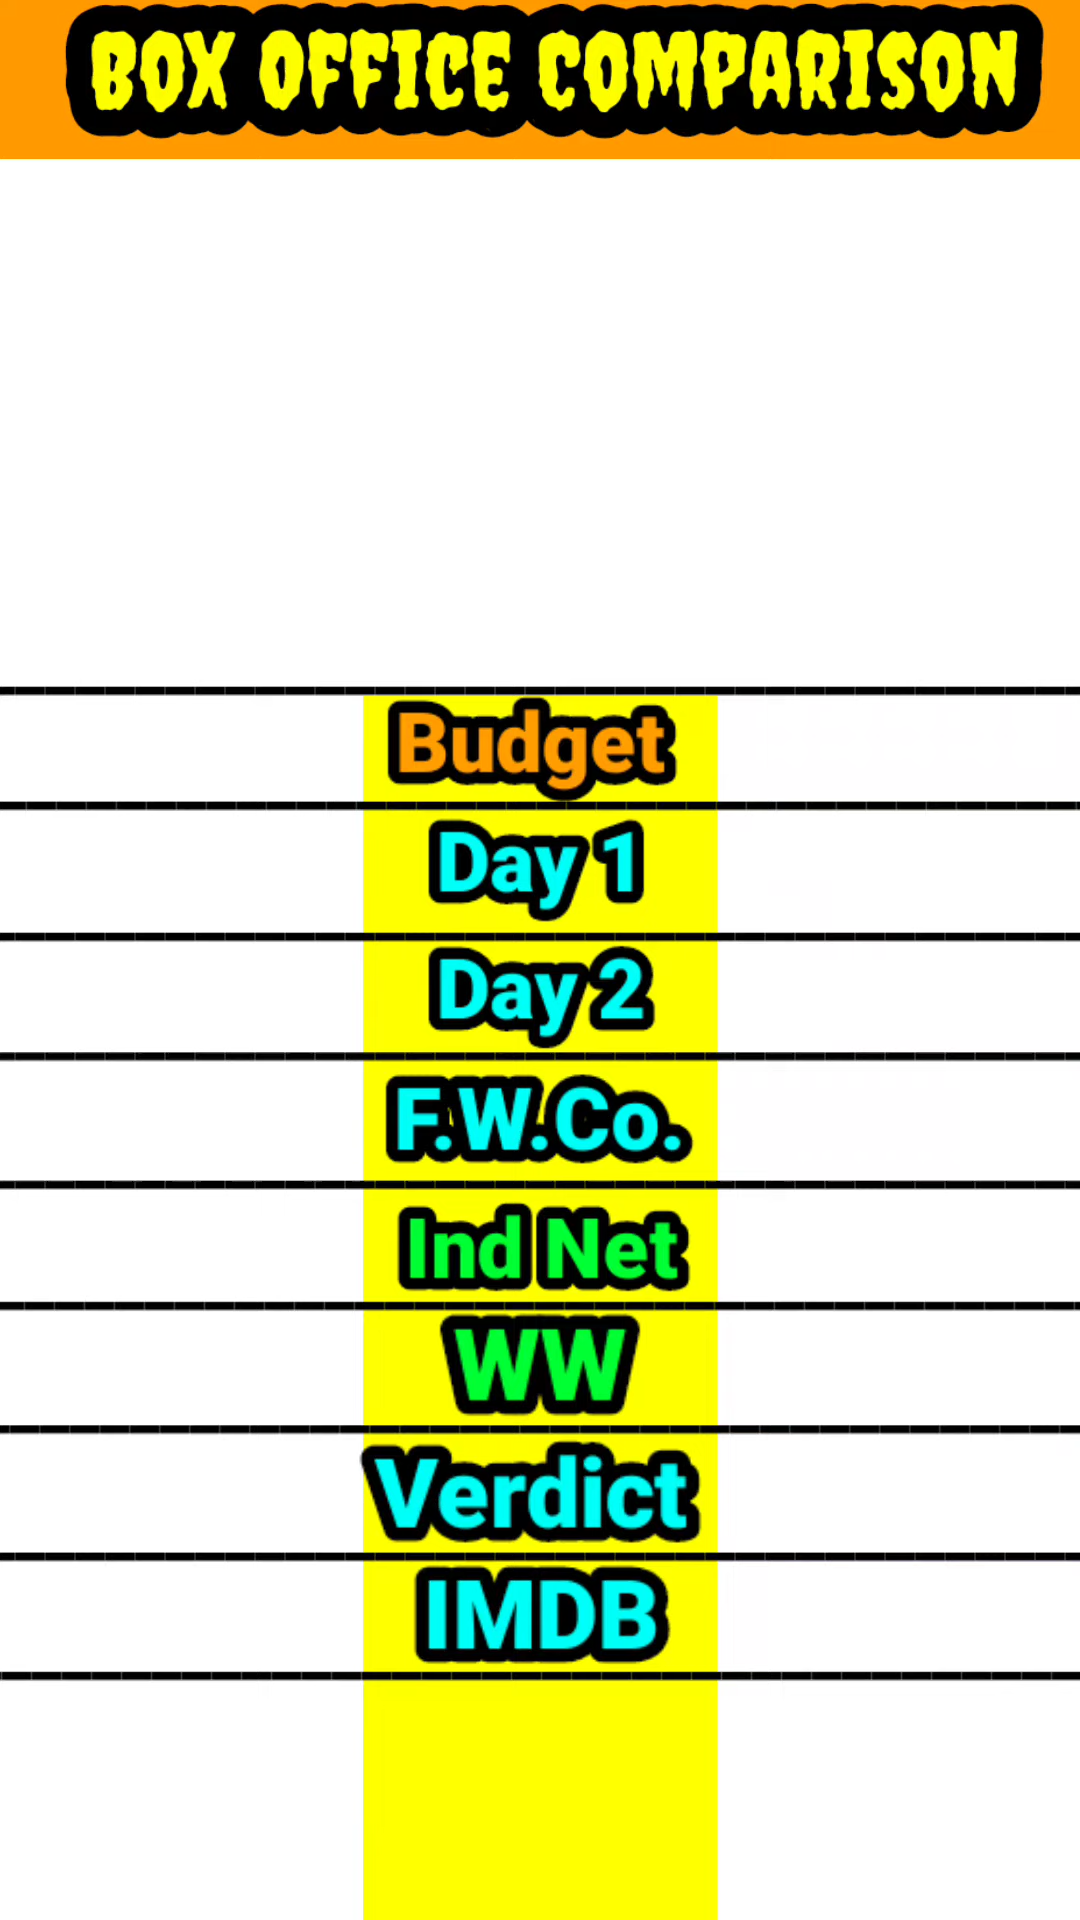 BOX OFFICE COMPARISON
Budget
Day 1
Day 2
F.W.Co.
Ind Net
WW
Verdict
IMDB